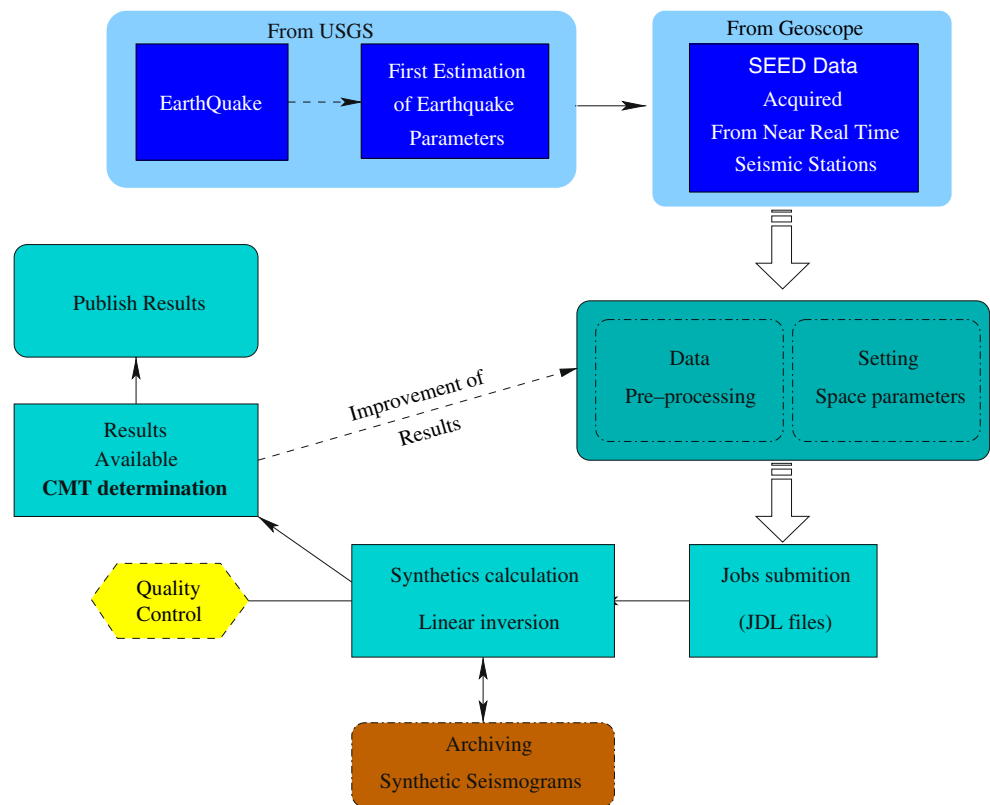 From USGS
EarthQuake
First Estimation
of Earthquake
Parameters
From Geoscope
SEED Data
Acquired
From Near Real Time
Seismic Stations
Publish Results
Data
Pre–processing
Setting
Space parameters
Improvement of
Results
Results
Available
CMT determination
Quality
Control
Synthetics calculation
Linear inversion
Jobs submition
(JDL files)
Archiving
Synthetic Seismograms